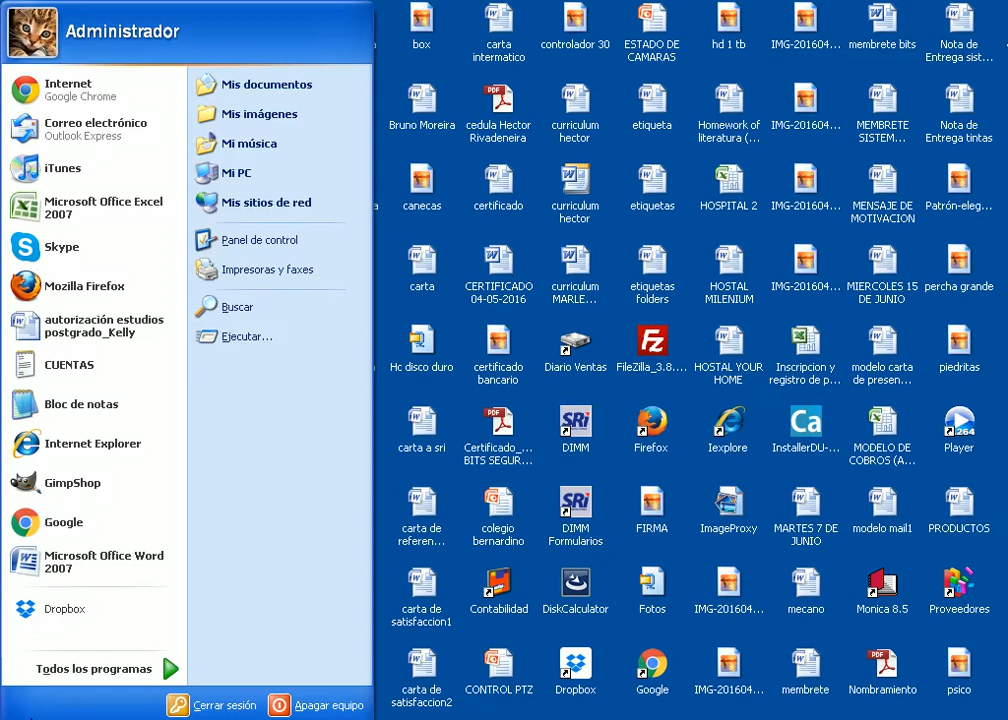 Administrador
Internet
Google Chrome
Correo electrónico
Outlook Express
iTunes
Microsoft Office Excel
2007
Skype
Mozilla Firefox
autorización estudios
postgrado_Kelly
CUENTAS
Bloc de notas
Internet Explorer
GimpShop
Google
Microsoft Office Word
2007
Dropbox
Todos los programas
Mis documentos
Mis imágenes
Mi música
Mi PC
Mis sitios de red
Panel de control
Impresoras y faxes
Buscar
Ejecutar...
Cerrar sesión
Apagar equipo
box
carta
intermatico
controlador 30
ESTADO DE
CAMARAS
hd 1 tb
IMG-201604...
membrete bits
Nota de
Entrega sist...
Bruno Moreira
PDF
cedula Hector
Rivadeneira
curriculum
hector
etiqueta
Homework of
literatura (...
IMG-201604...
MEMBRETE
SISTEM...
Nota de
Entrega tintas
canecas
certificado
curriculum
hector
etiquetas
HOSPITAL 2
IMG-201604...
MENSAJE DE
MOTIVACION
Patrón-eleg...
carta
CERTIFICADO
04-05-2016
curriculum
MARLE...
etiquetas
folders
HOSTAL
MILENIUM
IMG-201604...
MIERCOLES 15
DE JUNIO
percha grande
Hc disco duro
certificado
bancario
Diario Ventas
Fz
FileZilla_3.8....
HOSTAL YOUR
HOME
Inscripcion y
registro de p...
modelo carta
de presen...
piedritas
carta a sri
PDF
Certificado_...
BITS SEGUR...
SRi
DIMM
Firefox
Iexplore
Ca
InstallerDU-...
MODELO DE
COBROS (A...
264
Player
carta de
referen...
colegio
bernardino
SRi
DIMM
Formularios
FIRMA
ImageProxy
MARTES 7 DE
JUNIO
modelo mail1
PRODUCTOS
carta de
satisfaccion1
Contabilidad
DiskCalculator
Fotos
IMG-201604...
mecano
Monica 8.5
Proveedores
carta de
satisfaccion2
CONTROL PTZ
Dropbox
Google
IMG-201604...
membrete
PDF
Nombramiento
psico